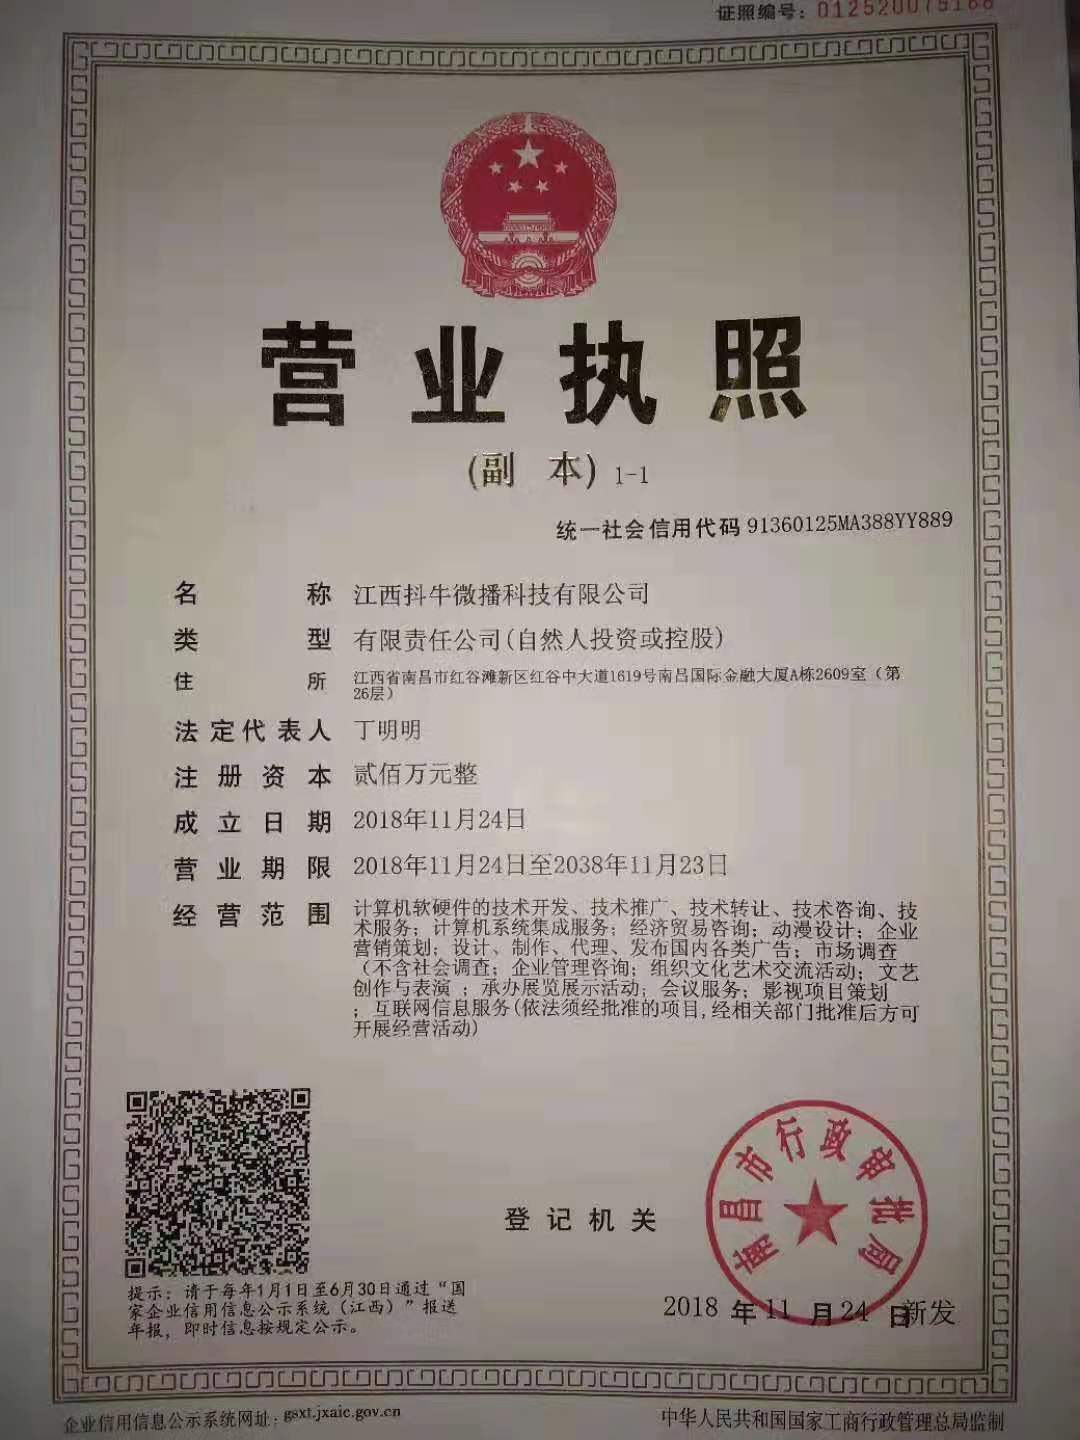 证照编号：012520075188
营业执照
(副 本) 1-1
统一社会信用代码 91360125MA388YY889
名称 江西抖牛微播科技有限公司
类型 有限责任公司(自然人投资或控股)
住所 江西省南昌市红谷滩新区红谷中大道1619号南昌国际金融大厦A栋2609室（第
26层）
法定代表人 丁明明
注册资本 贰佰万元整
成立日期 2018年11月24日
营业期限 2018年11月24日至2038年11月23日
经营范围 计算机软硬件的技术开发、技术推广、技术转让、技术咨询、技
术服务；计算机系统集成服务；经济贸易咨询；动漫设计；企业
营销策划；设计、制作、代理、发布国内各类广告；市场调查
（不含社会调查；企业管理咨询；组织文化艺术交流活动；文艺
创作与表演 ；承办展览展示活动；会议服务；影视项目策划
；互联网信息服务(依法须经批准的项目,经相关部门批准后方可
开展经营活动)
南昌市行政审批局
登记机关
2018 年 11 月 24 日新发
提示：请于每年1月1日至6月30日通过“国
家企业信用信息公示系统（江西）”报送
年报，即时信息按规定公示。
企业信用信息公示系统网址：gsxt.jxaic.gov.cn
中华人民共和国国家工商行政管理总局监制